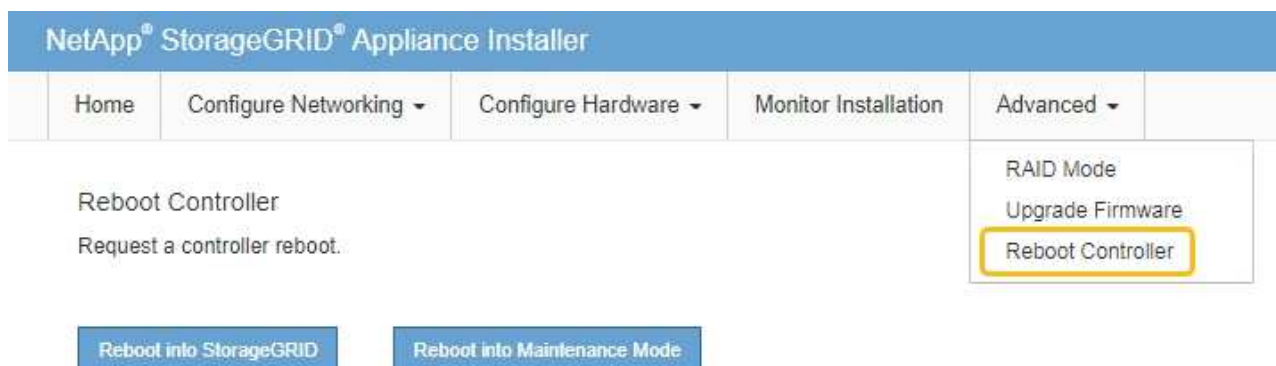 NetApp® StorageGRID® Appliance Installer
Home Configure Networking Configure Hardware Monitor Installation Advanced
RAID Mode
Upgrade Firmware
Reboot Controller
Reboot Controller
Request a controller reboot.
Reboot into StorageGRID Reboot into Maintenance Mode